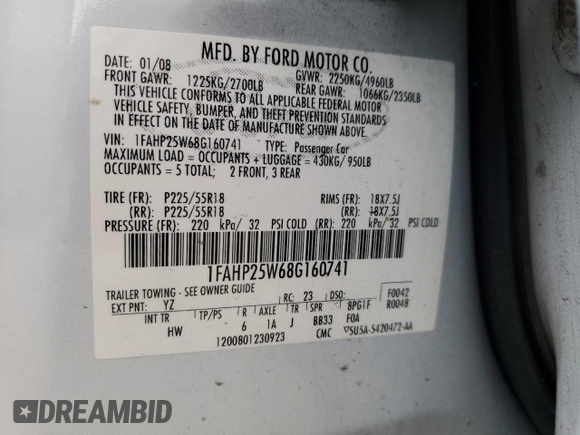 MFD. BY FORD MOTOR CO.
DATE: 01/08 GVWR: 2250KG/4960LB
FRONT GAWR: 1225KG/2700LB REAR GAWR: 1066KG/2350LB
THIS VEHICLE CONFORMS TO ALL APPLICABLE FEDERAL MOTOR
VEHICLE SAFETY, BUMPER, AND THEFT PREVENTION STANDARDS
IN EFFECT ON THE DATE OF MANUFACTURE SHOWN ABOVE.
VIN: 1FAHP25W68G160741 TYPE: Passenger Car
MAXIMUM LOAD = OCCUPANTS + LUGGAGE = 430KG/950LB
OCCUPANTS = 5 TOTAL; 2 FRONT, 3 REAR
TIRE (FR): P225/55R18 RIMS (FR): 18X7.5J
(RR): P225/55R18 (RR): 18X7.5J
PRESSURE (FR): 220 kPa/ 32 PSI COLD (RR): 220 kPa/ 32 PSI COLD
1FAHP25W68G160741
TRAILER TOWING - SEE OWNER GUIDE
EXT PNT: YZ RC: 23 DSO: F0042
INT TR TP/PS R AXLE TR SPR BPG1F R0048
HW 6 1A J BB33 FOA
1200801230923 CMC 5U5A-5420472-AA
DREAMBID